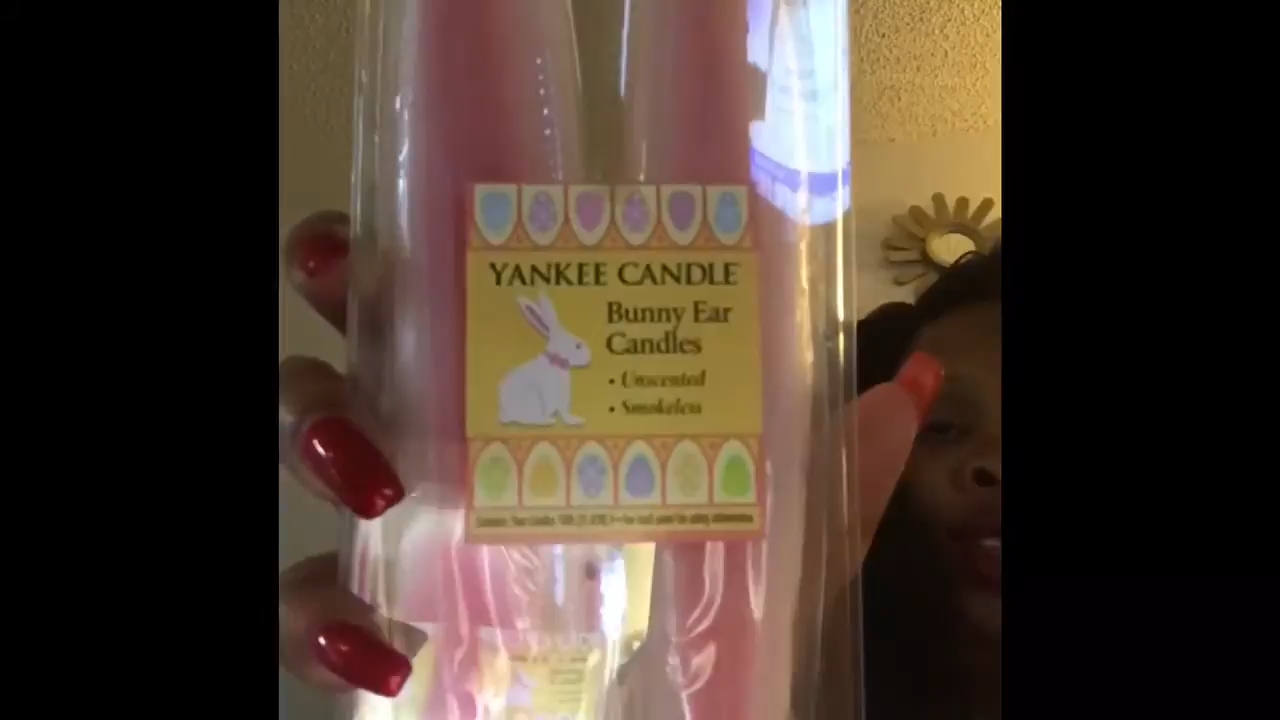 YANKEE CANDLE
Bunny Ear
Candles
• Unscented
• Smokeless